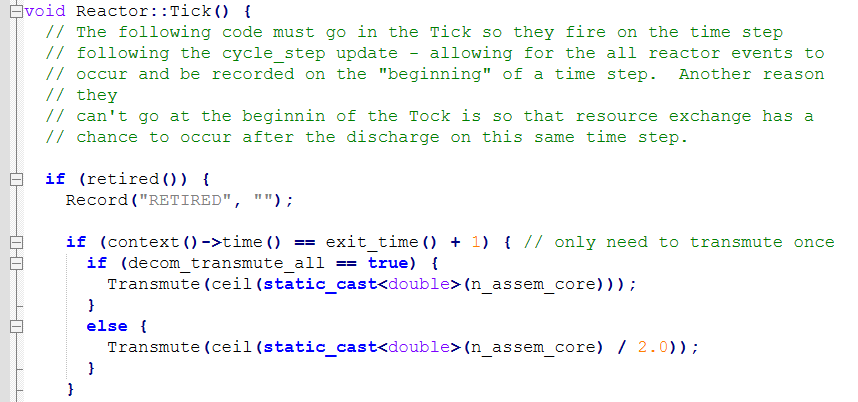 void Reactor::Tick() {
  // The following code must go in the Tick so they fire on the time step
  // following the cycle_step update - allowing for the all reactor events to
  // occur and be recorded on the "beginning" of a time step.  Another reason
  // they
  // can't go at the beginnin of the Tock is so that resource exchange has a
  // chance to occur after the discharge on this same time step.

  if (retired()) {
    Record("RETIRED", "");

    if (context()->time() == exit_time() + 1) { // only need to transmute once
      if (decom_transmute_all == true) {
        Transmute(ceil(static_cast<double>(n_assem_core)));
      }
      else {
        Transmute(ceil(static_cast<double>(n_assem_core) / 2.0));
      }
    }